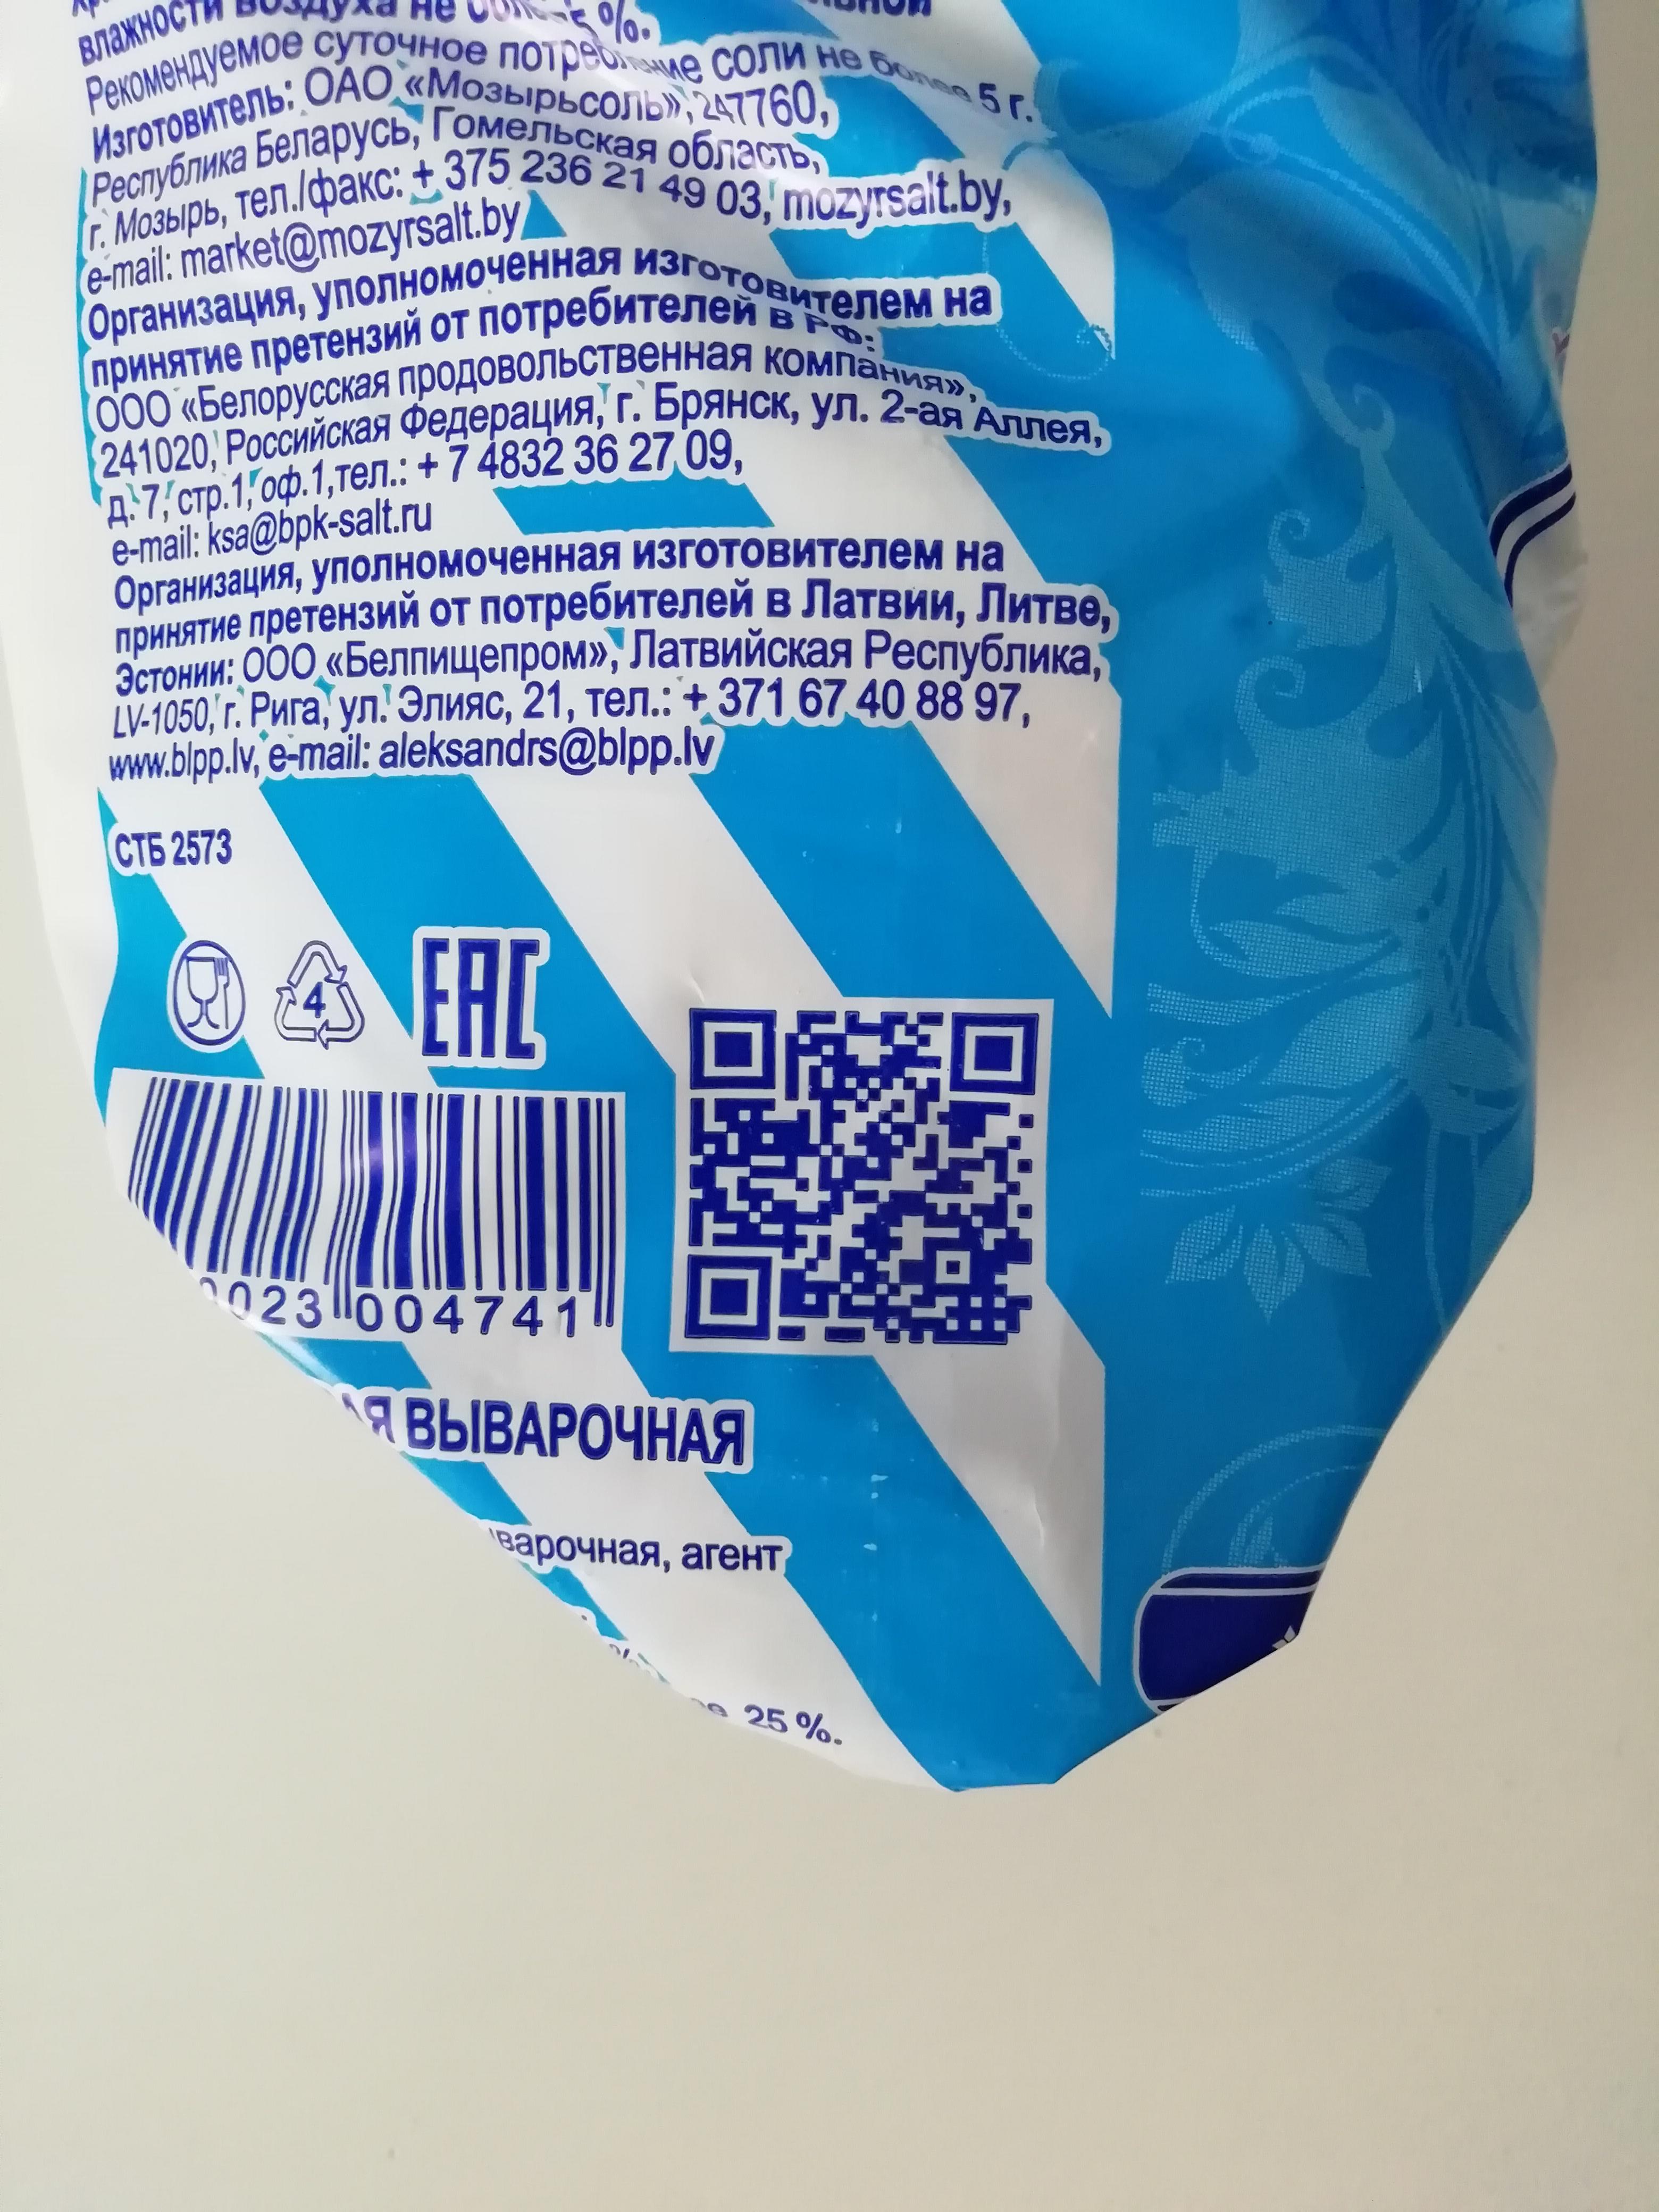 влажности воздуха не %.
Рекомендуемое суточное потребление соли не более 5 г.
Изготовитель: ОАО «Мозырьсоль», 247760,
Республика Беларусь, Гомельская область,
г. Мозырь, тел./факс: + 375 236 21 49 03, mozyrsalt.by,
e-mail: market@mozyrsalt.by
Организация, уполномоченная изготовителем на
принятие претензий от потребителей в РФ:
ООО «Белорусская продовольственная компания»,
241020, Российская Федерация, г. Брянск, ул. 2-ая Аллея,
д. 7, стр.1, оф.1,тел.: + 7 4832 36 27 09,
e-mail: ksa@bpk-salt.ru
Организация, уполномоченная изготовителем на
принятие претензий от потребителей в Латвии, Литве,
Эстонии: ООО «Белпищепром», Латвийская Республика,
LV-1050, г. Рига, ул. Элияс, 21, тел.: + 371 67 40 88 97,
www.blpp.lv, e-mail: aleksandrs@blpp.lv
СТБ 2573
4 EAC
0023 004741
ВЫВАРОЧНАЯ
варочная, агент
25 %.